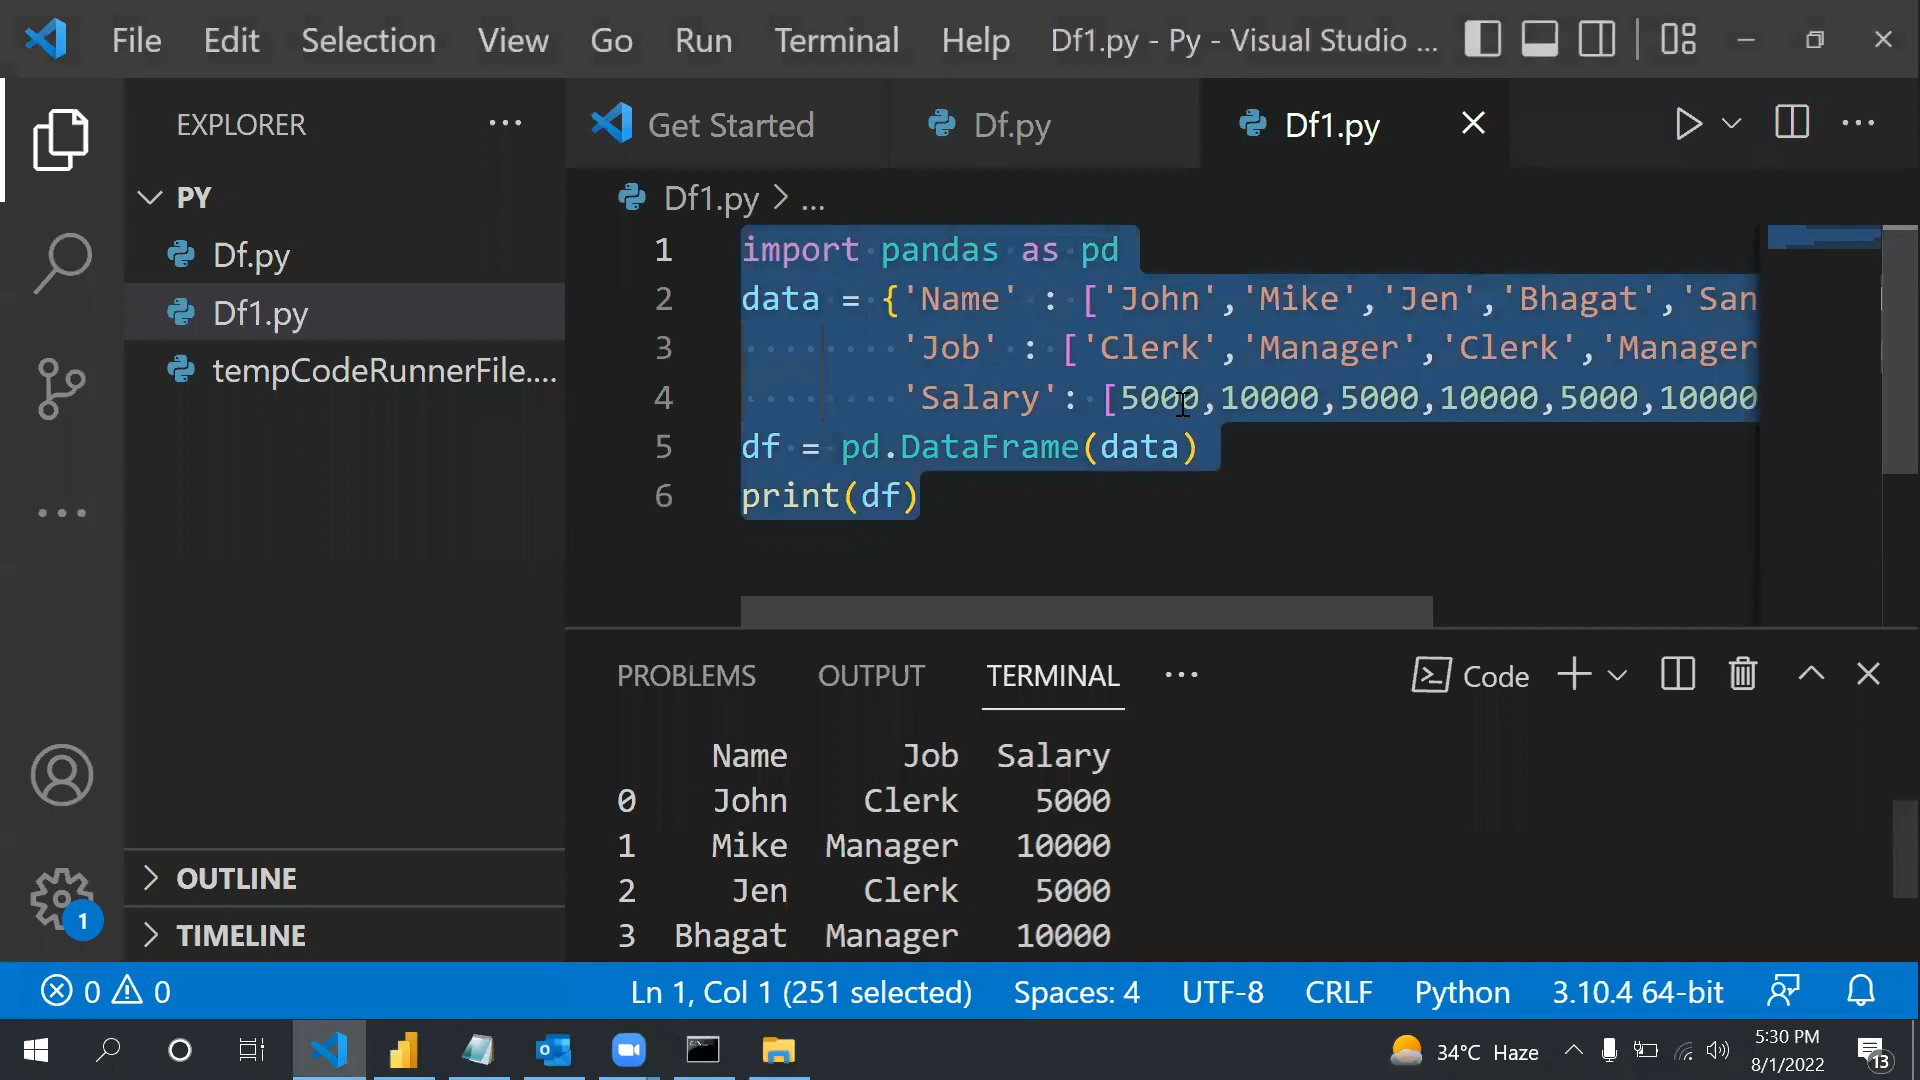 File Edit Selection View Go Run Terminal Help Df1.py - Py - Visual Studio ...
EXPLORER ...
Get Started
Df.py
Df1.py
PY
Df.py
Df1.py
tempCodeRunnerFile....
OUTLINE
TIMELINE
Df1.py > ...
1 import pandas as pd
2 data = {'Name' : ['John','Mike','Jen','Bhagat','San
3 'Job' : ['Clerk','Manager','Clerk','Manager
4 'Salary': [5000,10000,5000,10000,5000,10000
5 df = pd.DataFrame(data)
6 print(df)
PROBLEMS OUTPUT TERMINAL ... Code
Name Job Salary
0 John Clerk 5000
1 Mike Manager 10000
2 Jen Clerk 5000
3 Bhagat Manager 10000
1
0 0 Ln 1, Col 1 (251 selected) Spaces: 4 UTF-8 CRLF Python 3.10.4 64-bit
34°C Haze
5:30 PM
8/1/2022
13